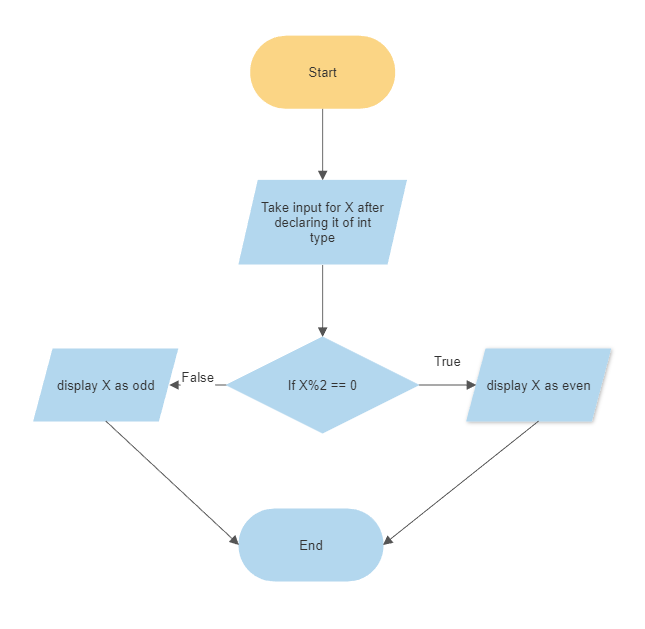 Start
Take input for X after
declaring it of int
type
True
False
display X as odd
If X%2 == 0
display X as even
End